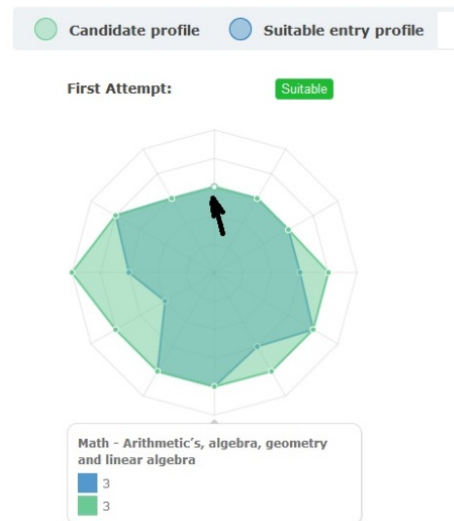 Candidate profile Suitable entry profile
First Attempt: Suitable
Math - Arithmetic's, algebra, geometry
and linear algebra
3
3